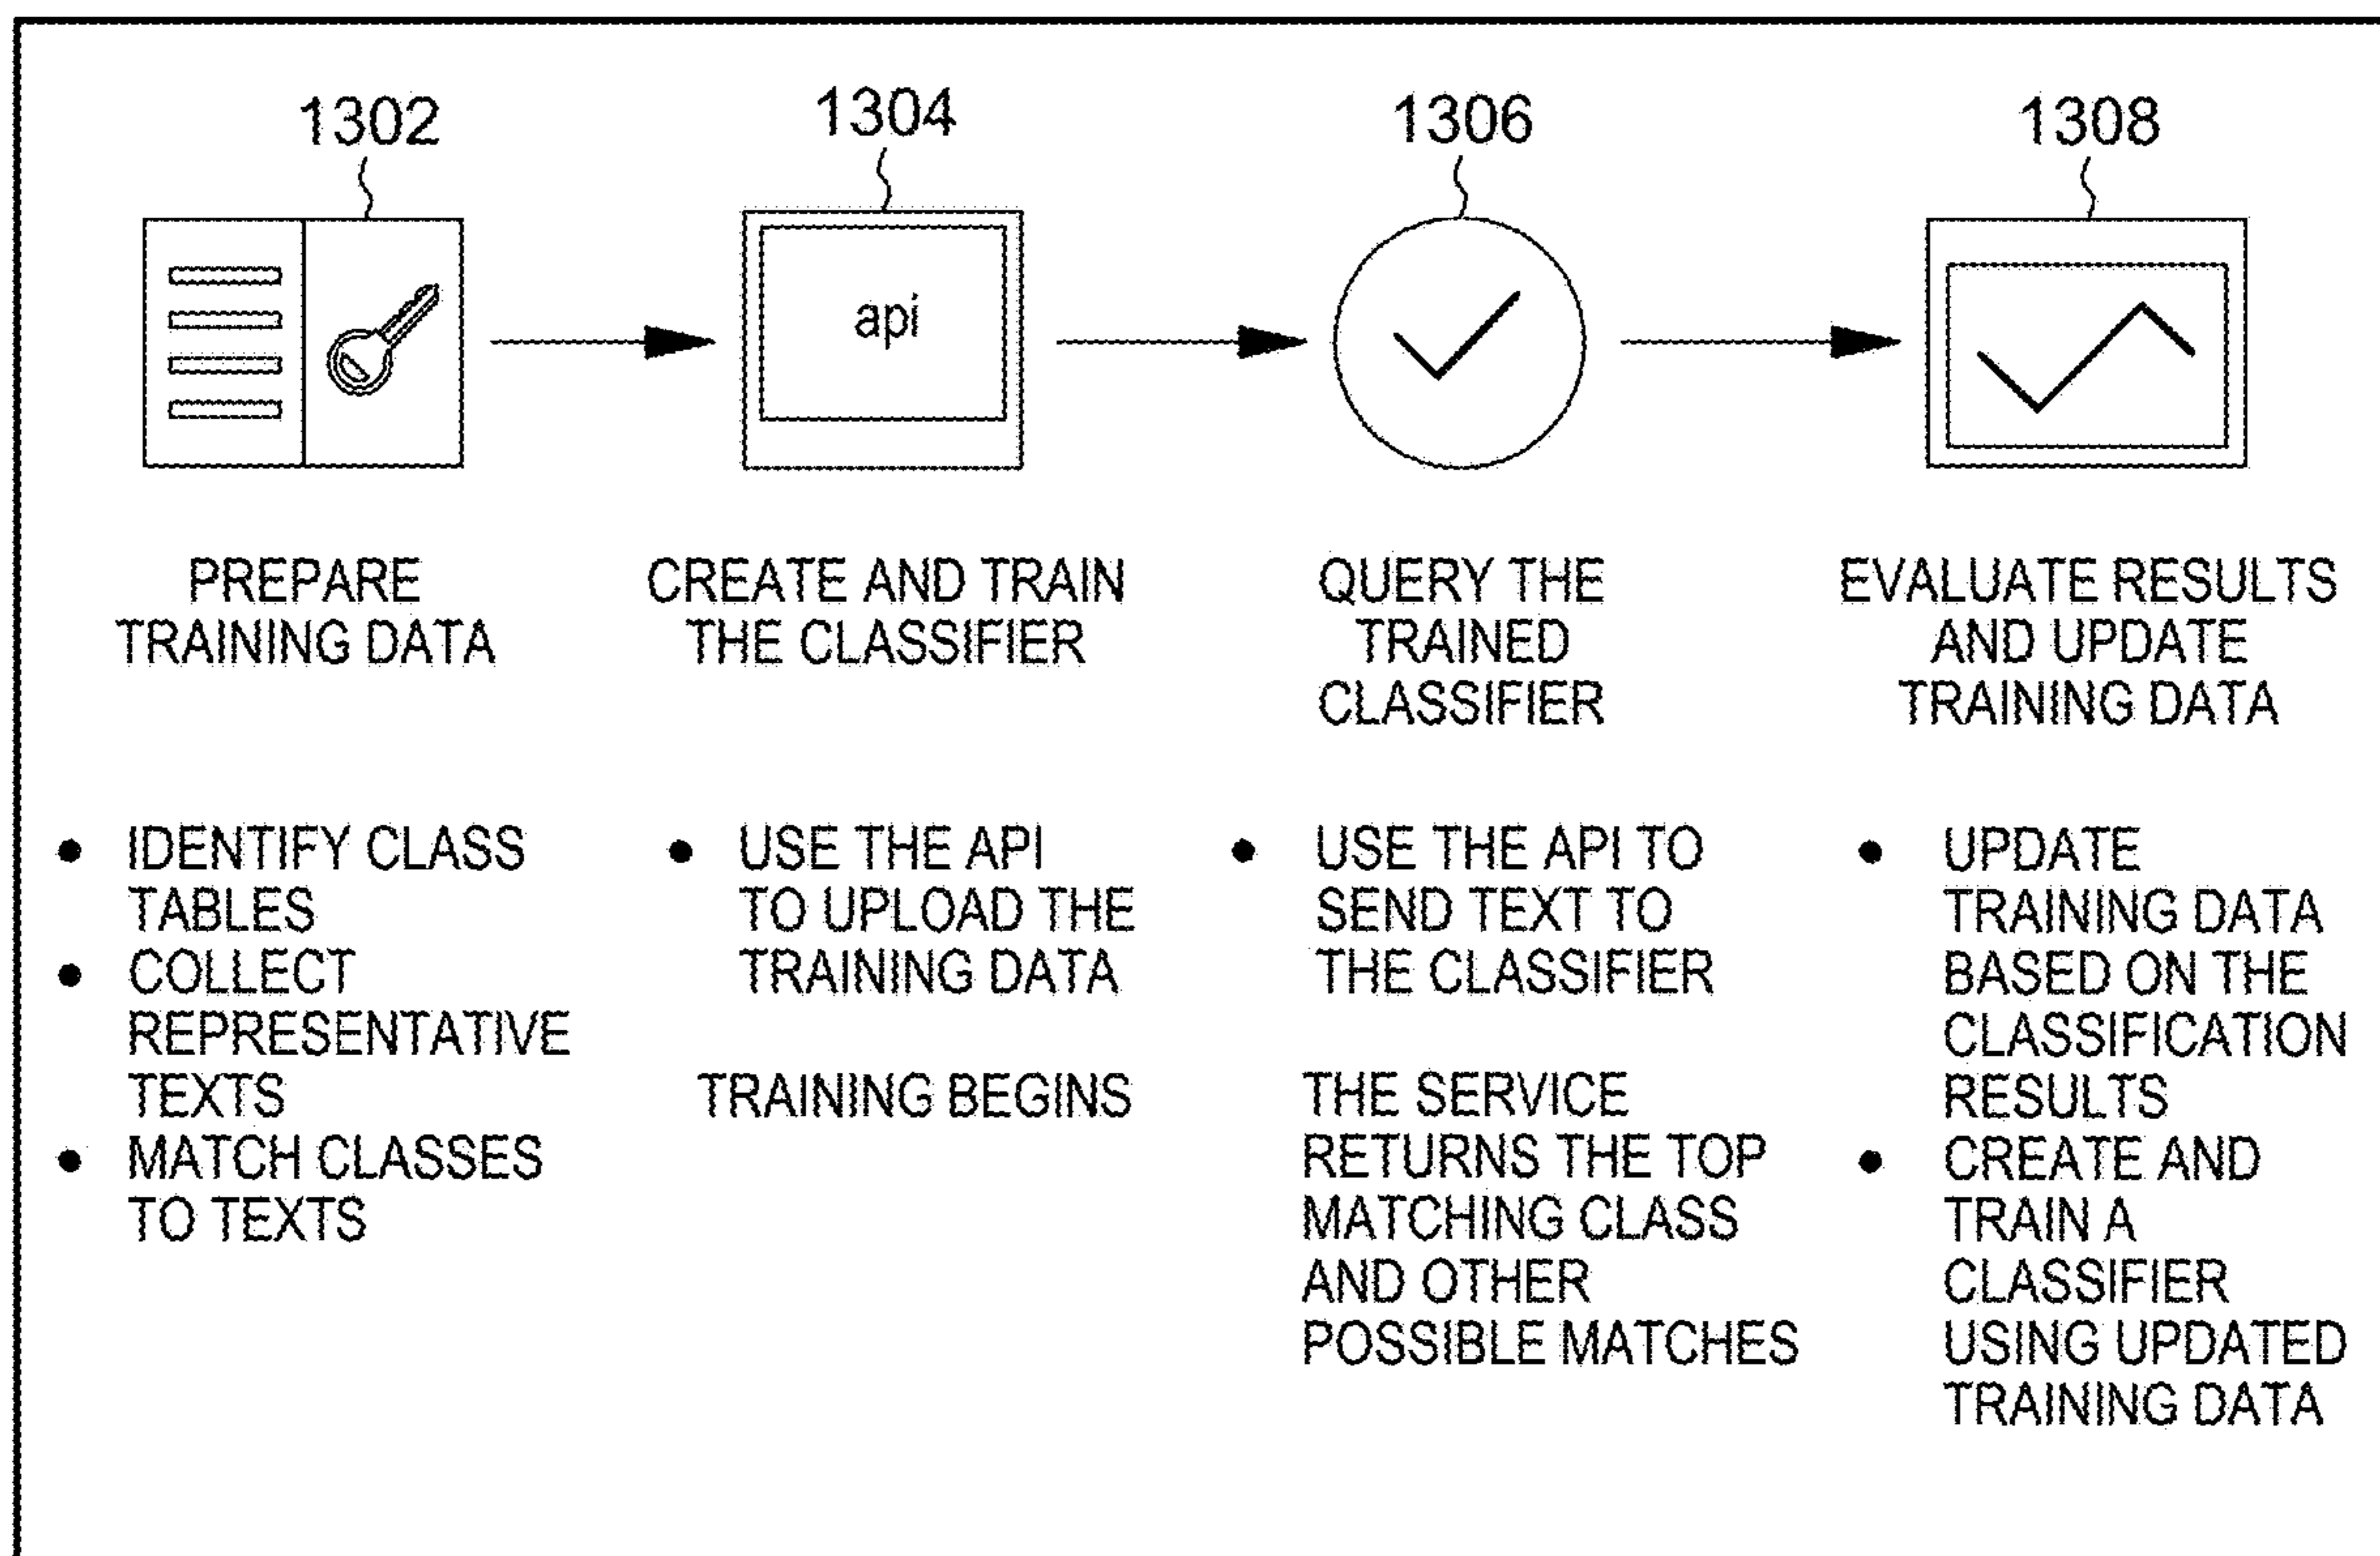 1302
1304
1306
1308
api
PREPARE
TRAINING DATA
CREATE AND TRAIN
THE CLASSIFIER
QUERY THE
TRAINED
CLASSIFIER
EVALUATE RESULTS
AND UPDATE
TRAINING DATA
• IDENTIFY CLASS
TABLES
• COLLECT
REPRESENTATIVE
TEXTS
• MATCH CLASSES
TO TEXTS
• USE THE API
TO UPLOAD THE
TRAINING DATA
TRAINING BEGINS
• USE THE API TO
SEND TEXT TO
THE CLASSIFIER
THE SERVICE
RETURNS THE TOP
MATCHING CLASS
AND OTHER
POSSIBLE MATCHES
• UPDATE
TRAINING DATA
BASED ON THE
CLASSIFICATION
RESULTS
• CREATE AND
TRAIN A
CLASSIFIER
USING UPDATED
TRAINING DATA